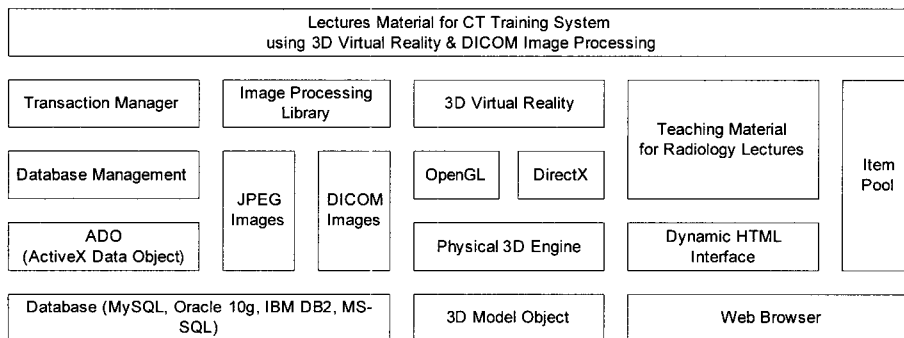 Lectures Material for CT Training System
using 3D Virtual Reality & DICOM Image Processing
Transaction Manager
Image Processing
Library
3D Virtual Reality
Teaching Material
for Radiology Lectures
Item
Pool
Database Management
JPEG
Images
DICOM
Images
OpenGL
DirectX
ADO
(ActiveX Data Object)
Physical 3D Engine
Dynamic HTML
Interface
Database (MySQL, Oracle 10g, IBM DB2, MS-
SQL)
3D Model Object
Web Browser